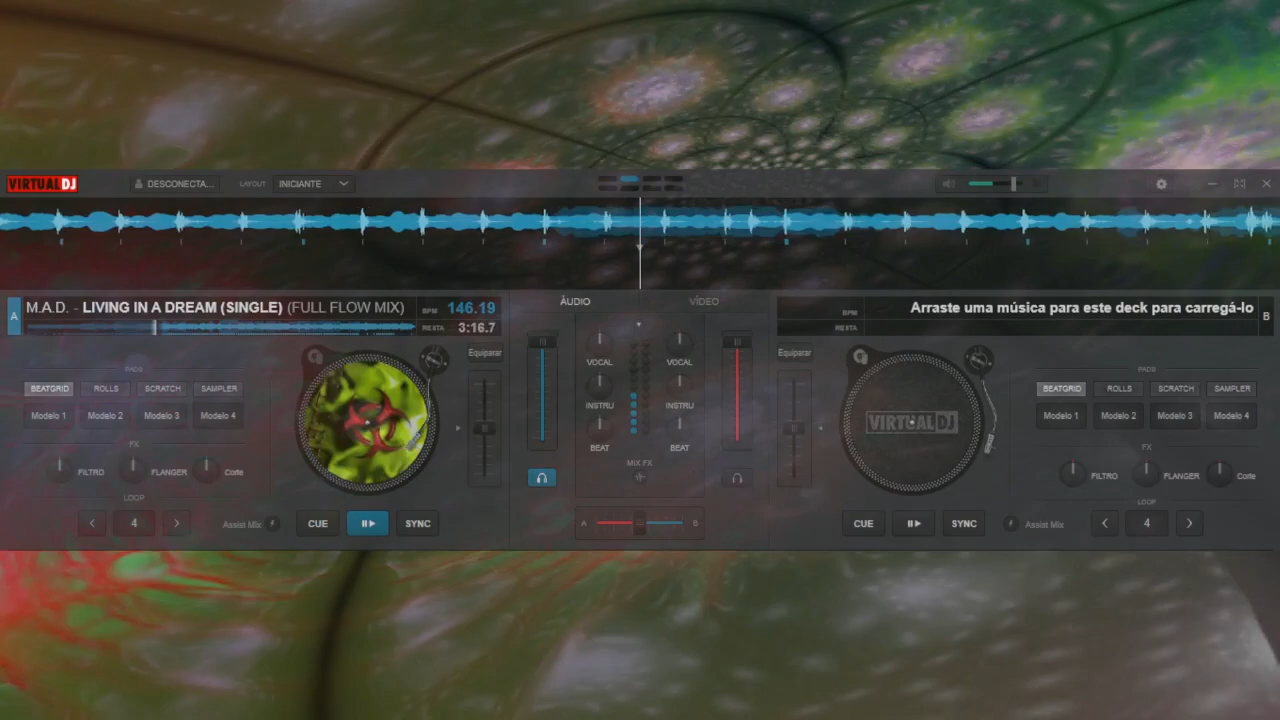 VIRTUAL DJ
DESCONECTA...
LAYOUT
INICIANTE
A
M.A.D. - LIVING IN A DREAM (SINGLE) (FULL FLOW MIX)
BPM 146.19
RESTA 3:16.7
ÁUDIO
VÍDEO
BPM
RESTA
Arraste uma música para este deck para carregá-lo
B
PADS
BEATGRID ROLLS SCRATCH SAMPLER
Modelo 1 Modelo 2 Modelo 3 Modelo 4
FX
FILTRO FLANGER Corte
LOOP
4
Assist Mix
CUE
SYNC
Equiparar
VOCAL VOCAL
INSTRU INSTRU
BEAT BEAT
MIX FX
A B
Equiparar
VIRTUAL DJ
CUE
SYNC
PADS
BEATGRID ROLLS SCRATCH SAMPLER
Modelo 1 Modelo 2 Modelo 3 Modelo 4
FX
FILTRO FLANGER Corte
LOOP
Assist Mix
4